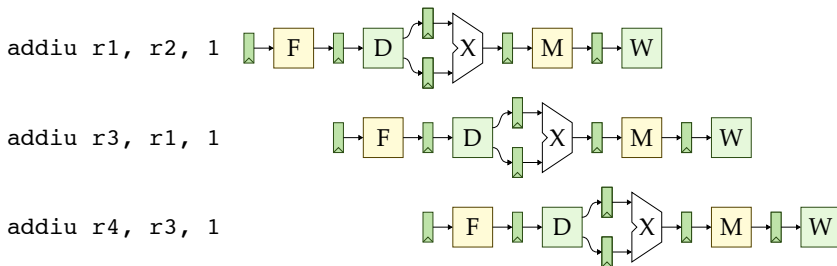 addiu r1, r2, 1 F D X M W
addiu r3, r1, 1 F D X M W
addiu r4, r3, 1 F D X M W